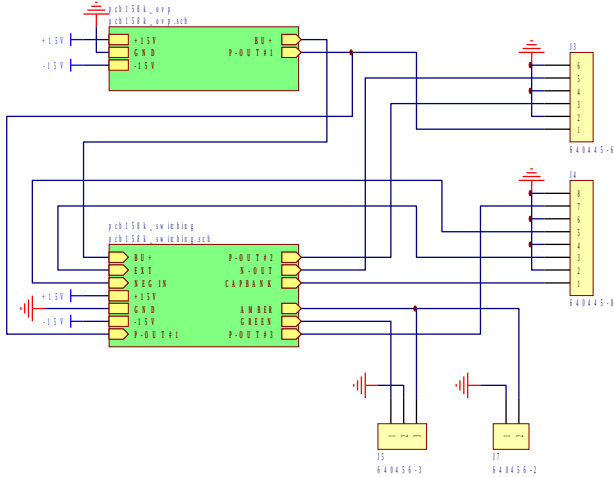 pcb158k_ovp
pcb158k_ovp.sch
+15V
GND
-15V
+15V
-15V
BU+
P-OUT#1
J3
6
5
4
3
2
1
640445-6
J4
8
7
6
5
4
3
2
1
640445-8
pcb158k_switching
pcb158k_switching.sch
BU+
EXT
NEG IN
+15V
+15V
GND
-15V
-15V
P-OUT#1
P-OUT#2
N-OUT
CAPBANK
AMBER
GREEN
P-OUT#3
J5
640456-3
J7
640456-2